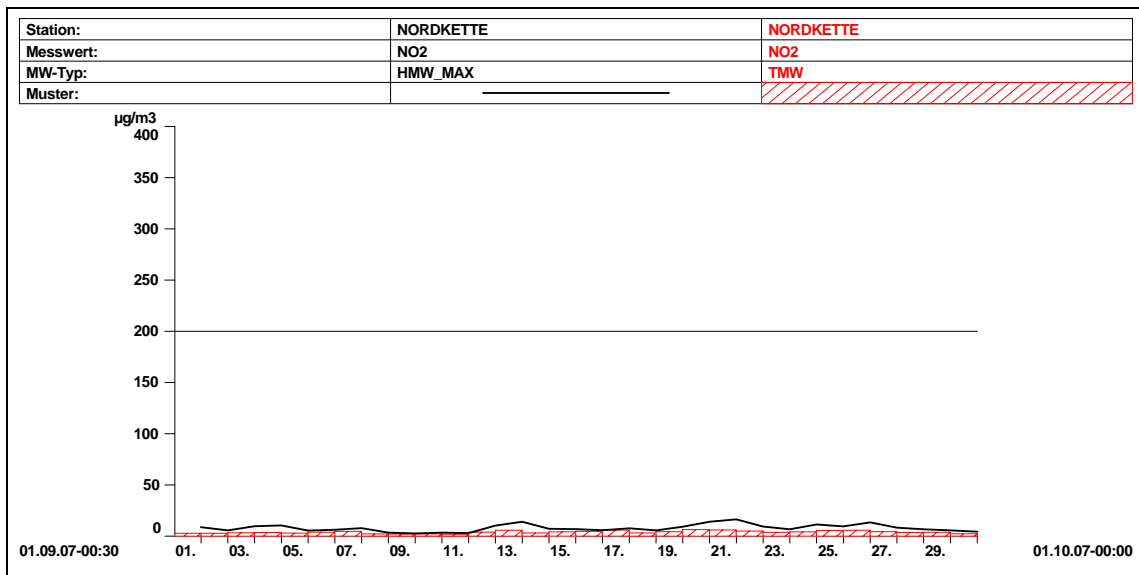 Station: NORDKETTE NORDKETTE
Messwert: NO2 NO2
MW-Typ: HMW_MAX TMW
Muster:
µg/m3
400
350
300
250
200
150
100
50
0
01.09.07-00:30 01. 03. 05. 07. 09. 11. 13. 15. 17. 19. 21. 23. 25. 27. 29. 01.10.07-00:00